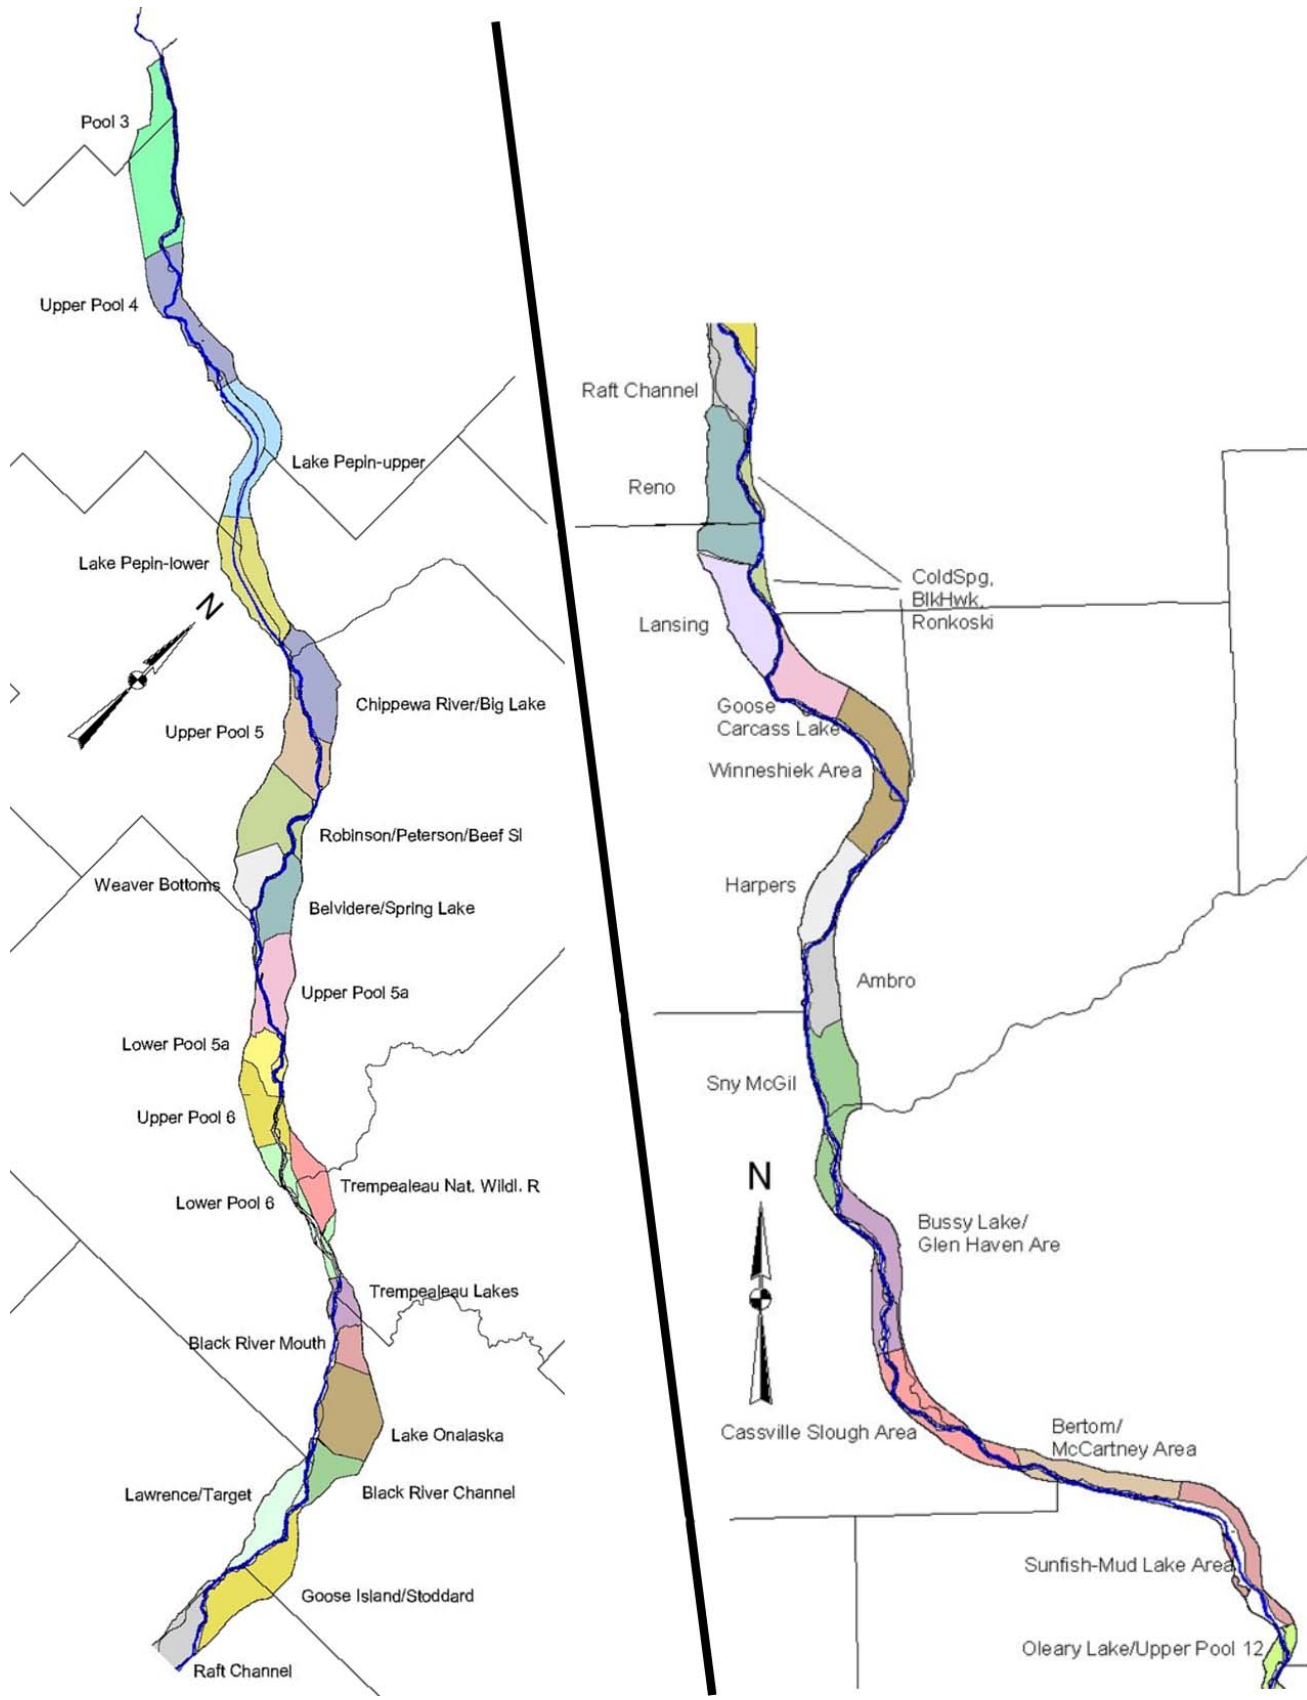 Pool 3
Upper Pool 4
Lake Pepin-upper
Lake Pepin-lower
N
Chippewa River/Big Lake
Upper Pool 5
Robinson/Peterson/Beef Sl
Weaver Bottoms
Belvidere/Spring Lake
Upper Pool 5a
Lower Pool 5a
Upper Pool 6
Trempealeau Nat. Wildl. R
Lower Pool 6
Trempealeau Lakes
Black River Mouth
Lake Onalaska
Lawrence/Target
Black River Channel
Goose Island/Stoddard
Raft Channel
Raft Channel
Reno
ColdSpg,
BlkHwk,
Ronkoski
Lansing
Goose
Carcass Lake
Winneshiek Area
Harpers
Ambro
Sny McGil
N
Bussy Lake/
Glen Haven Are
Cassville Slough Area
Bertom/
McCartney Area
Sunfish-Mud Lake Area
Oleary Lake/Upper Pool 12